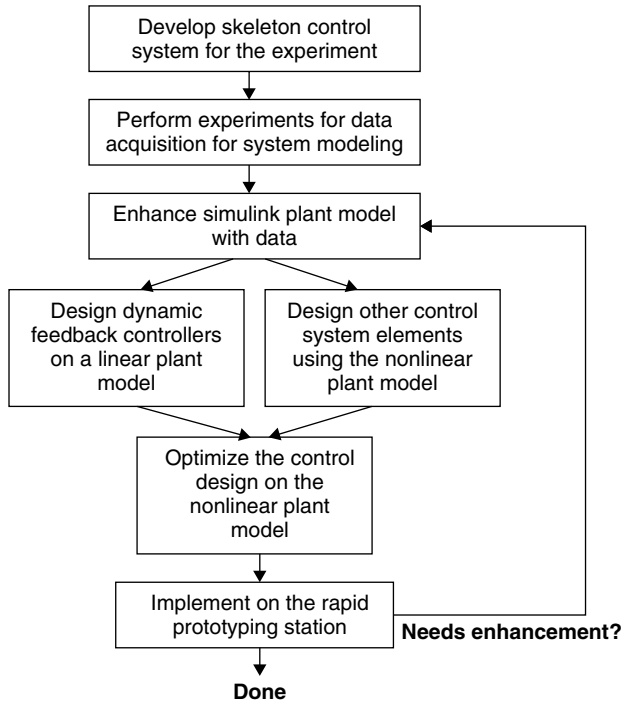 Develop skeleton control
system for the experiment
Perform experiments for data
acquisition for system modeling
Enhance simulink plant model
with data
Design dynamic
feedback controllers
on a linear plant
model
Design other control
system elements
using the nonlinear
plant model
Optimize the control
design on the
nonlinear plant
model
Implement on the rapid
prototyping station
Needs enhancement?
Done